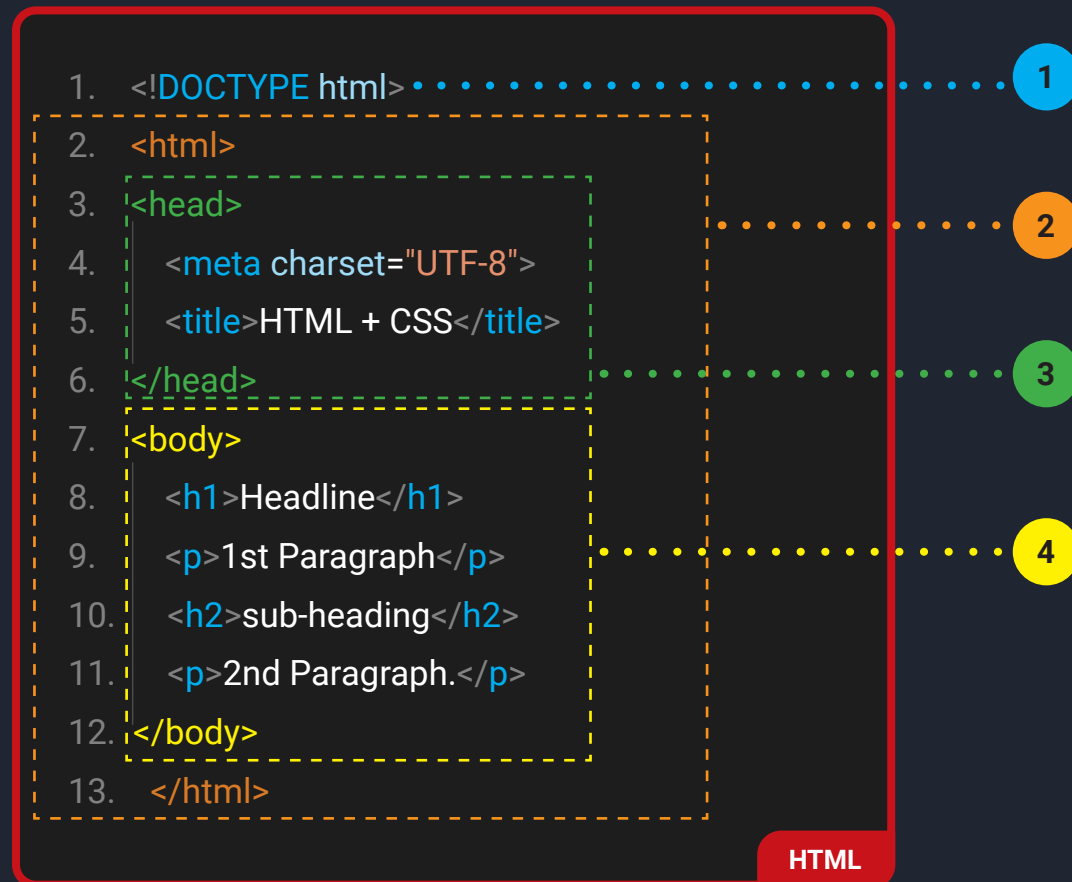 1. <!DOCTYPE html> 1
2. <html>
3. <head> 2
4. <meta charset="UTF-8">
5. <title>HTML + CSS</title>
6. </head> 3
7. <body>
8. <h1>Headline</h1>
9. <p>1st Paragraph</p> 4
10. <h2>sub-heading</h2>
11. <p>2nd Paragraph.</p>
12. </body>
13. </html>
HTML